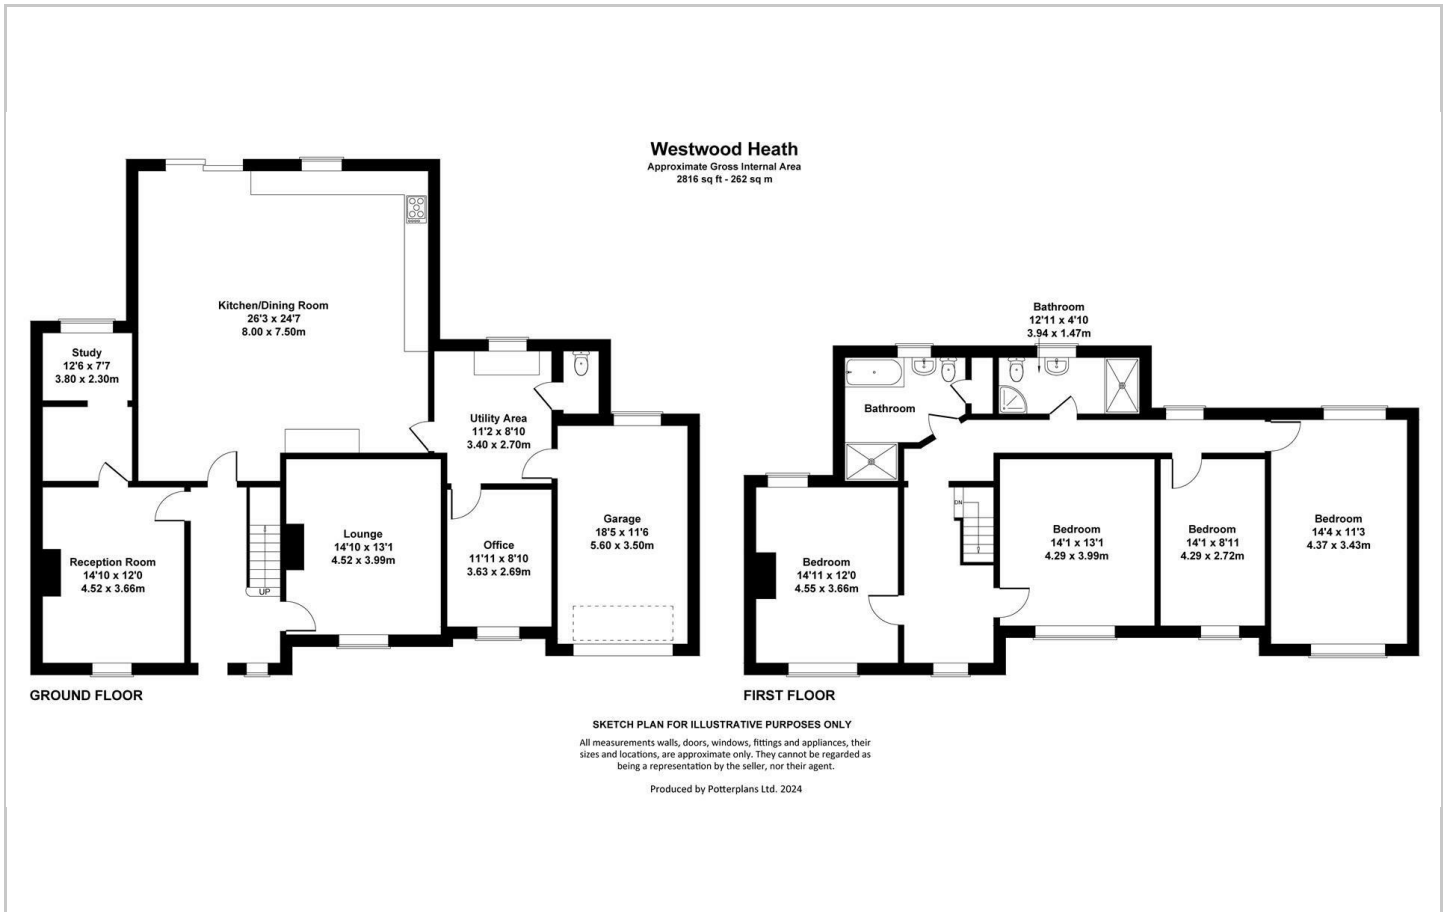 Westwood Heath
Approximate Gross Internal Area
2816 sq ft - 262 sq m
Kitchen/Dining Room
26'3 x 24'7
8.00 x 7.50m
Study
12'6 x 7'7
3.80 x 2.30m
Utility Area
11'2 x 8'10
3.40 x 2.70m
Garage
18'5 x 11'6
5.60 x 3.50m
Lounge
14'10 x 13'1
4.52 x 3.99m
Office
11'11 x 8'10
3.63 x 2.69m
Reception Room
14'10 x 12'0
4.52 x 3.66m
UP
GROUND FLOOR
Bathroom
12'11 x 4'10
3.94 x 1.47m
Bathroom
DN
Bedroom
14'11 x 12'0
4.55 x 3.66m
Bedroom
14'1 x 13'1
4.29 x 3.99m
Bedroom
14'1 x 8'11
4.29 x 2.72m
Bedroom
14'4 x 11'3
4.37 x 3.43m
FIRST FLOOR
SKETCH PLAN FOR ILLUSTRATIVE PURPOSES ONLY
All measurements walls, doors, windows, fittings and appliances, their
sizes and locations, are approximate only. They cannot be regarded as
being a representation by the seller, nor their agent.
Produced by Potterplans Ltd. 2024